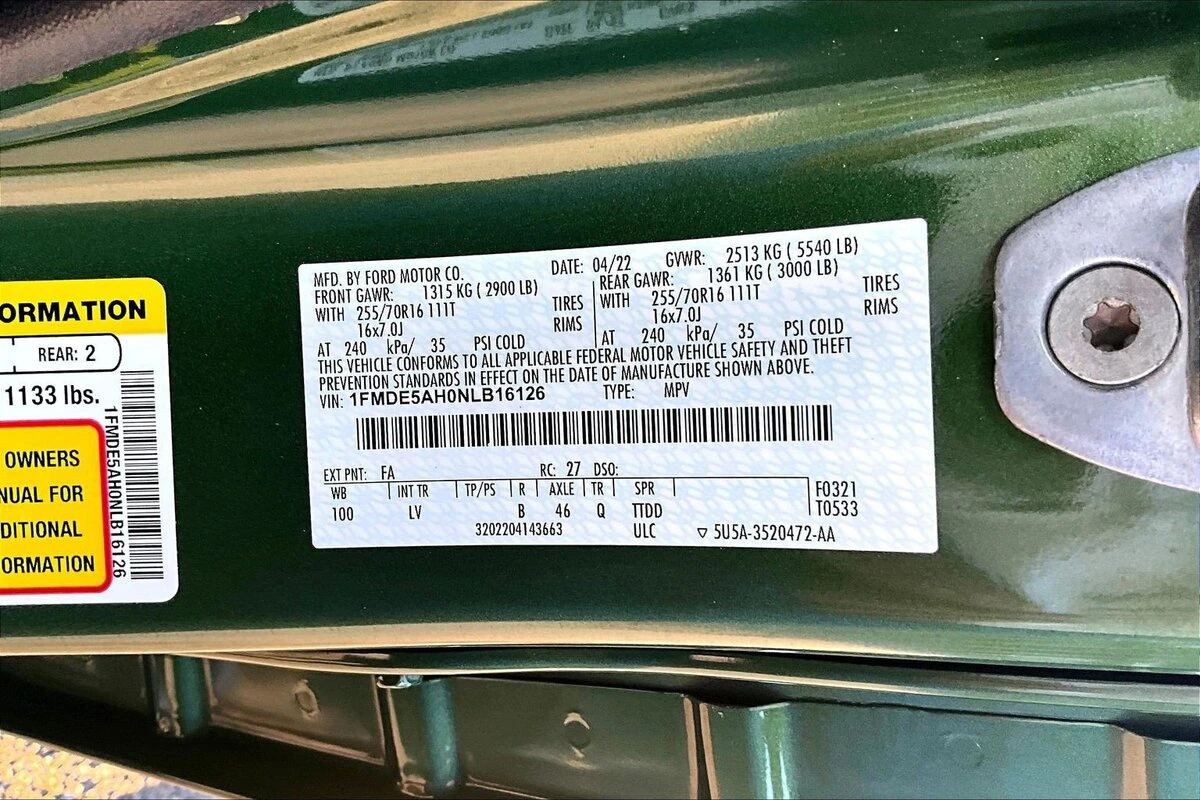 ORMATION
REAR: 2
1133 lbs.
OWNERS
NUAL FOR
DITIONAL
ORMATION
1FMDE5AH0NLB16126
MFD. BY FORD MOTOR CO. DATE: 04/22 GVWR: 2513 KG ( 5540 LB)
FRONT GAWR: 1315 KG ( 2900 LB) REAR GAWR: 1361 KG ( 3000 LB)
WITH 255/70R16 111T TIRES WITH 255/70R16 111T TIRES
16x7.0J RIMS 16x7.0J RIMS
AT 240 kPa/ 35 PSI COLD AT 240 kPa/ 35 PSI COLD
THIS VEHICLE CONFORMS TO ALL APPLICABLE FEDERAL MOTOR VEHICLE SAFETY AND THEFT
PREVENTION STANDARDS IN EFFECT ON THE DATE OF MANUFACTURE SHOWN ABOVE.
VIN: 1FMDE5AH0NLB16126 TYPE: MPV
EXT PNT: FA RC: 27 DSO:
WB INT TR TP/PS R AXLE TR SPR F0321
100 LV B 46 Q TTDD T0533
3202204143663 ULC ▽ 5U5A-3520472-AA